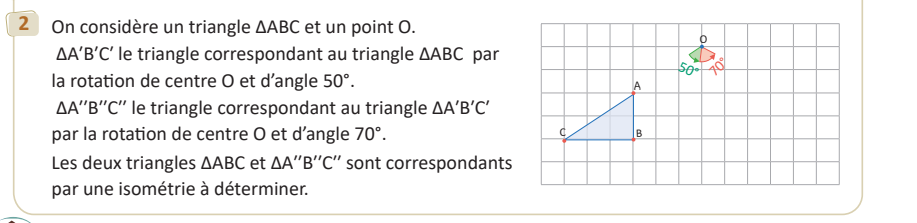 2 On considère un triangle ΔABC et un point O.
ΔA'B'C' le triangle correspondant au triangle ΔABC par
la rotation de centre O et d'angle 50°.
ΔA''B''C'' le triangle correspondant au triangle ΔA'B'C'
par la rotation de centre O et d'angle 70°.
Les deux triangles ΔABC et ΔA''B''C'' sont correspondants
par une isométrie à déterminer.
O
50° 70°
A
C B